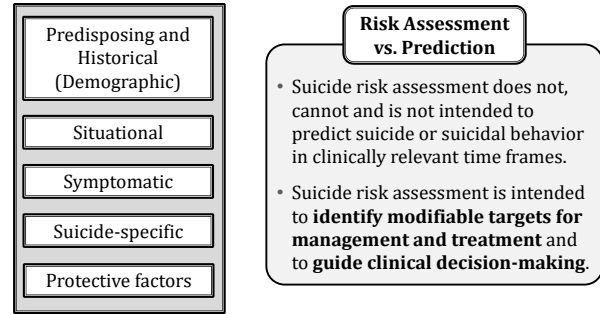 Predisposing and
Historical
(Demographic)
Situational
Symptomatic
Suicide-specific
Protective factors
Risk Assessment
vs. Prediction
• Suicide risk assessment does not,
cannot and is not intended to
predict suicide or suicidal behavior
in clinically relevant time frames.
• Suicide risk assessment is intended
to identify modifiable targets for
management and treatment and
to guide clinical decision-making.